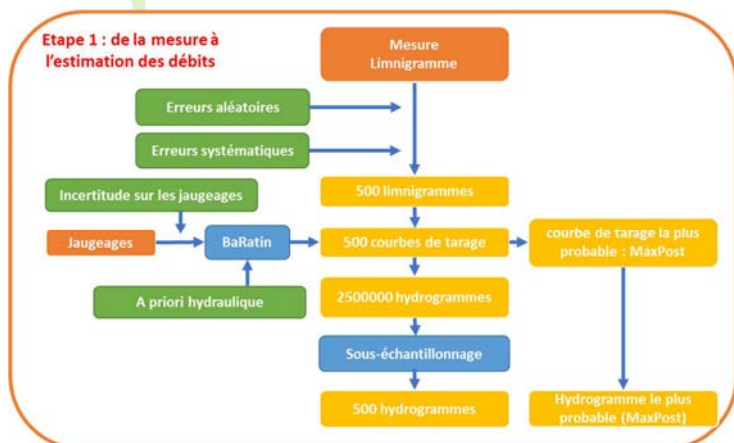 Etape 1 : de la mesure à
l'estimation des débits
Mesure
Limnigramme
Erreurs aléatoires
Erreurs systématiques
Incertitude sur les jaugeages
500 limnigrammes
Jaugeages
BaRatin
500 courbes de tarage
courbe de tarage la plus
probable : MaxPost
A priori hydraulique
2500000 hydrogrammes
Sous-échantillonnage
500 hydrogrammes
Hydrogramme le plus
probable (MaxPost)